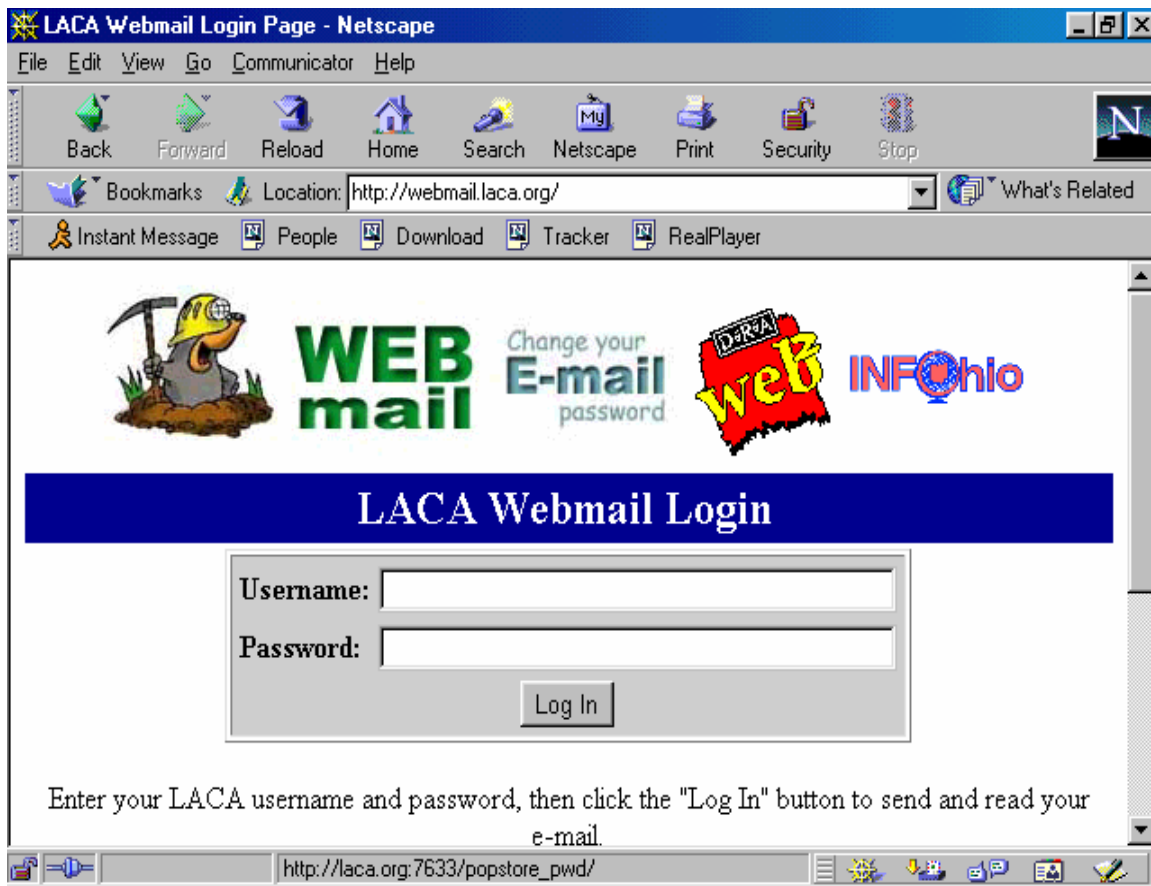 LACA Webmail Login Page - Netscape
File Edit View Go Communicator Help
My N
Back Forward Reload Home Search Netscape Print Security Stop
Bookmarks Location: http://webmail.laca.org/ What's Related
Instant Message People Download Tracker RealPlayer
WEB mail
Change your E-mail password
DaRéA web
INFOhio
LACA Webmail Login
Username:
Password:
Log In
Enter your LACA username and password, then click the "Log In" button to send and read your
e-mail.
http://laca.org:7633/popstore_pwd/